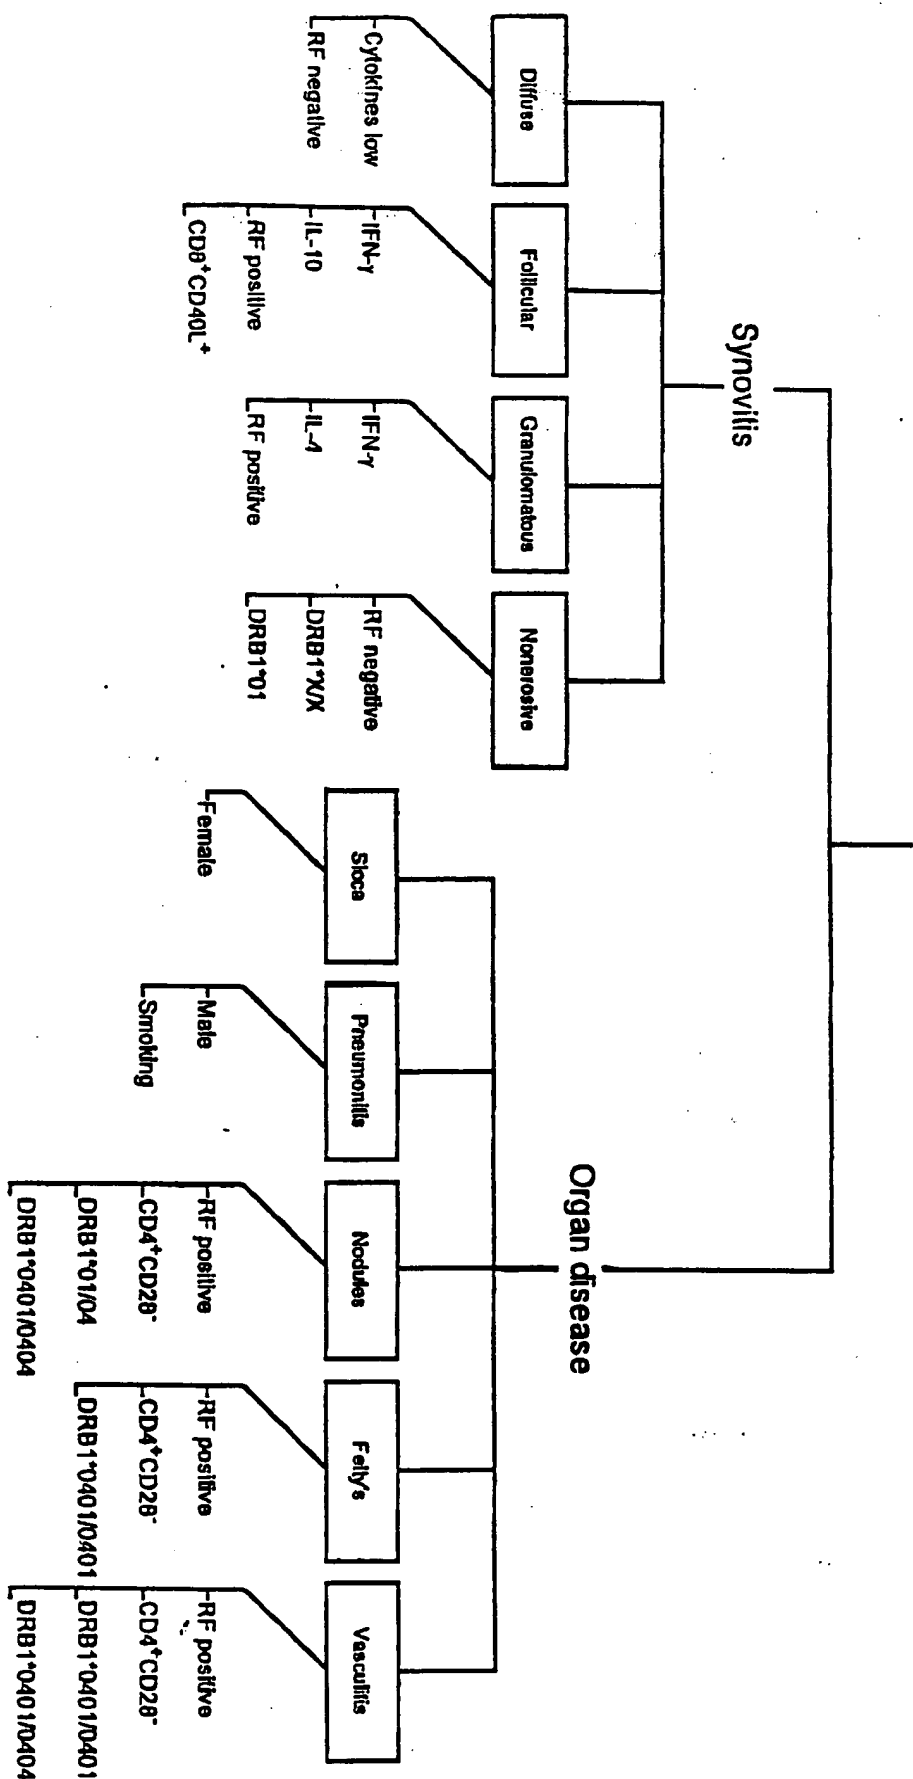 Synovitis
Organ disease
Diffuse
Cytokines low
RF negative
Follicular
IFN-γ
IL-10
RF positive
CD8⁺CD40L⁺
Granulomatous
IFN-γ
IL-4
RF positive
Nonerosive
RF negative
DRB1*X/X
DRB1*01
Sicca
Female
Pneumonitis
Male
Smoking
Nodules
RF positive
CD4⁺CD28⁻
DRB1*01/04
DRB1*0401/0404
Felty's
RF positive
CD4⁺CD28⁻
DRB1*0401/0401
Vasculitis
RF positive
CD4⁺CD28⁻
DRB1*0401/0401
DRB1*0401/0404